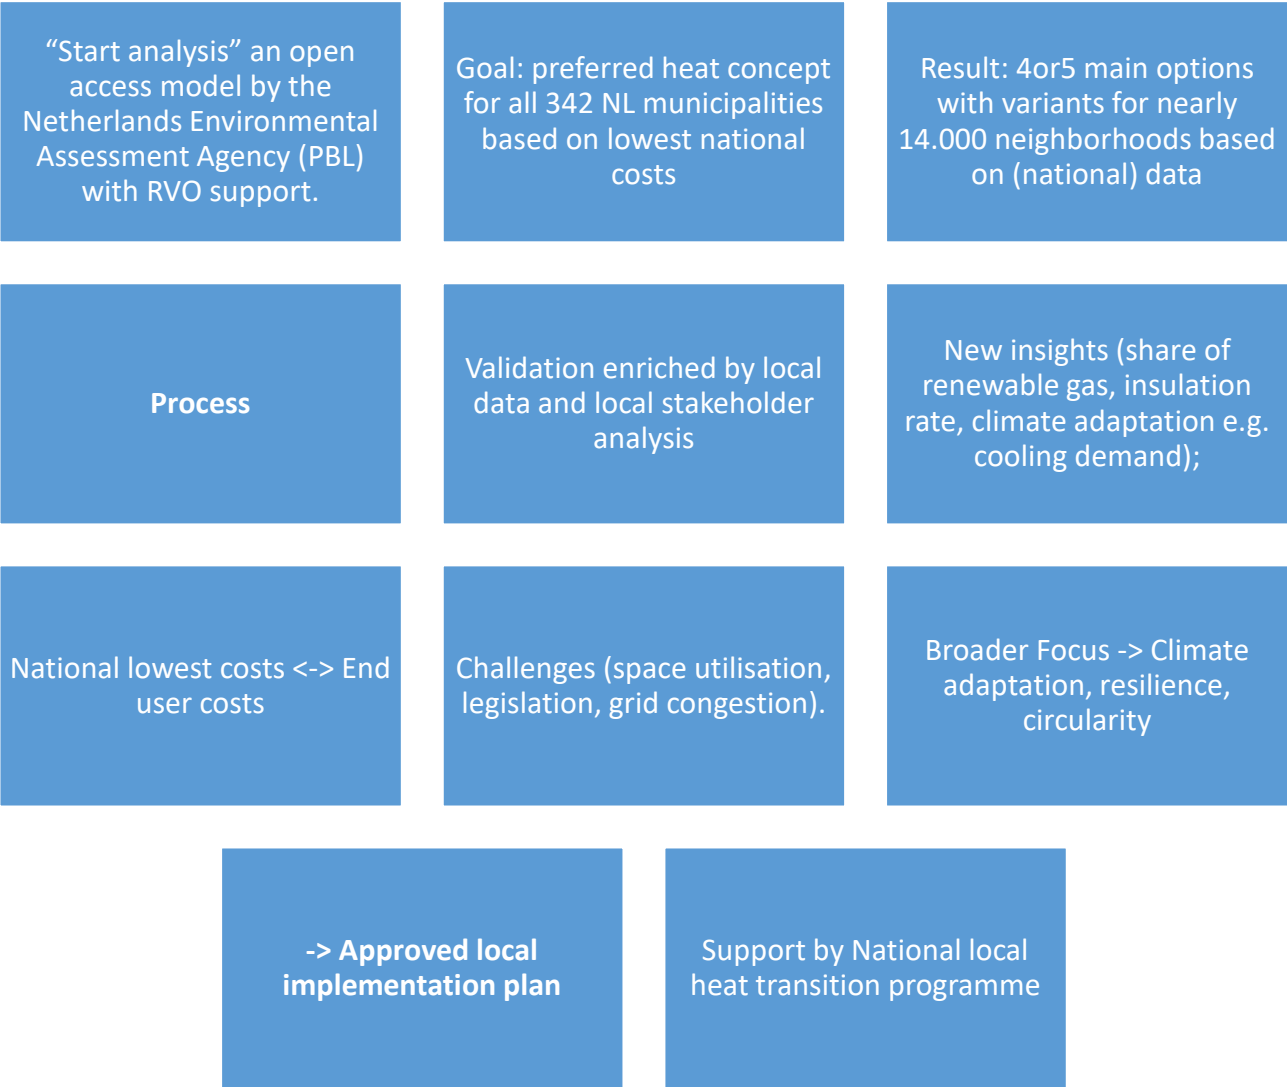 “Start analysis” an open
access model by the
Netherlands Environmental
Assessment Agency (PBL)
with RVO support.
Goal: preferred heat concept
for all 342 NL municipalities
based on lowest national
costs
Result: 4or5 main options
with variants for nearly
14.000 neighborhoods based
on (national) data
Process
Validation enriched by local
data and local stakeholder
analysis
New insights (share of
renewable gas, insulation
rate, climate adaptation e.g.
cooling demand);
National lowest costs <-> End
user costs
Challenges (space utilisation,
legislation, grid congestion).
Broader Focus -> Climate
adaptation, resilience,
circularity
-> Approved local
implementation plan
Support by National local
heat transition programme